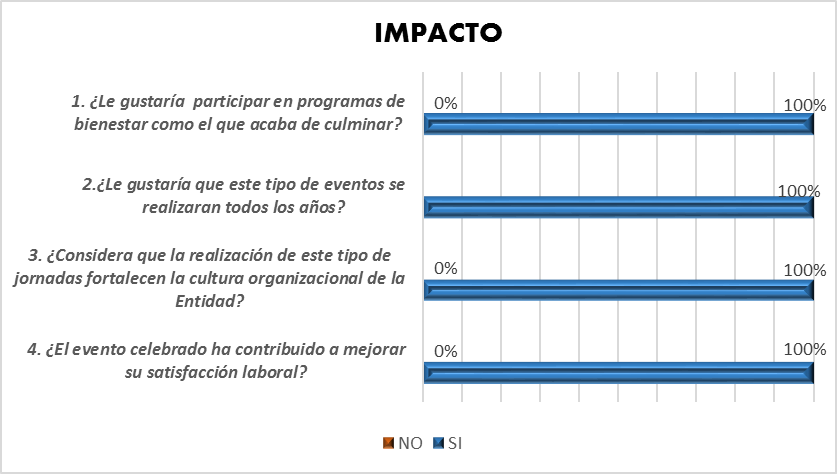 IMPACTO
1. ¿Le gustaría participar en programas de
bienestar como el que acaba de culminar?
0%
100%
2.¿Le gustaría que este tipo de eventos se
realizaran todos los años?
100%
3. ¿Considera que la realización de este tipo de
jornadas fortalecen la cultura organizacional de la
Entidad?
0%
100%
4. ¿El evento celebrado ha contribuido a mejorar
su satisfacción laboral?
0%
100%
NO SI